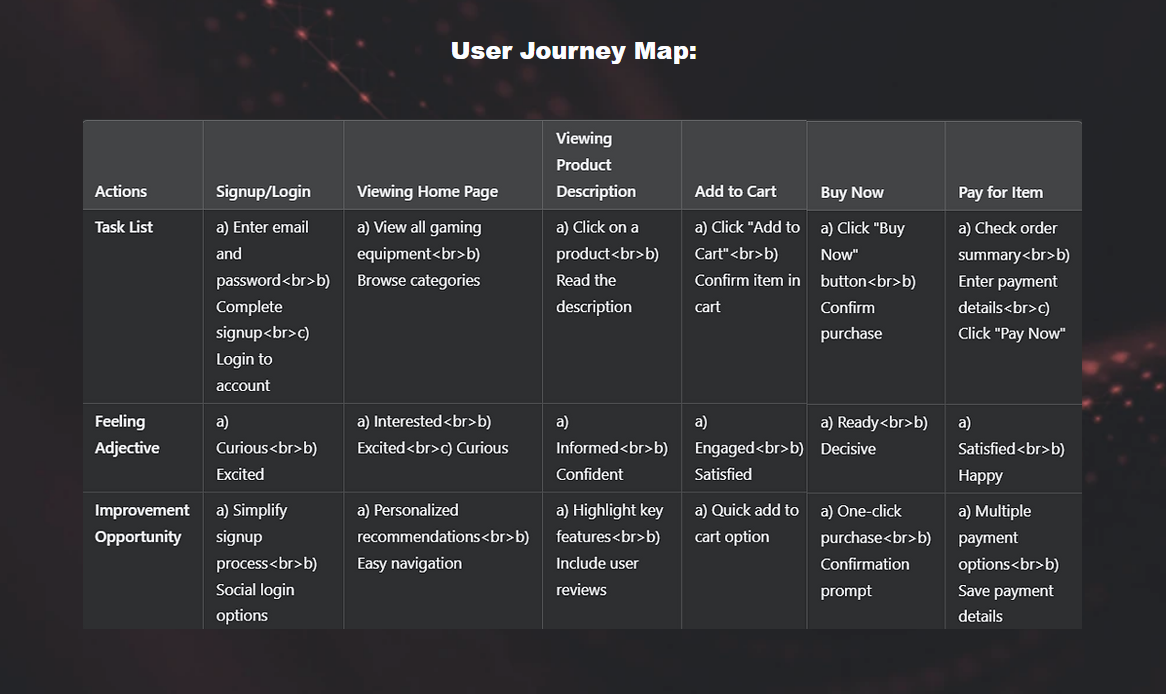 User Journey Map:
Actions
Signup/Login
Viewing Home Page
Viewing
Product
Description
Add to Cart
Buy Now
Pay for Item
Task List
a) Enter email
and
password<br>b)
Complete
signup<br>c)
Login to
account
a) View all gaming
equipment<br>b)
Browse categories
a) Click on a
product<br>b)
Read the
description
a) Click "Add to
Cart"<br>b)
Confirm item in
cart
a) Click "Buy
Now"
button<br>b)
Confirm
purchase
a) Check order
summary<br>b)
Enter payment
details<br>c)
Click "Pay Now"
Feeling
Adjective
a)
Curious<br>b)
Excited
a) Interested<br>b)
Excited<br>c) Curious
a)
Informed<br>b)
Confident
a)
Engaged<br>b)
Satisfied
a) Ready<br>b)
Decisive
a)
Satisfied<br>b)
Happy
Improvement
Opportunity
a) Simplify
signup
process<br>b)
Social login
options
a) Personalized
recommendations<br>b)
Easy navigation
a) Highlight key
features<br>b)
Include user
reviews
a) Quick add to
cart option
a) One-click
purchase<br>b)
Confirmation
prompt
a) Multiple
payment
options<br>b)
Save payment
details